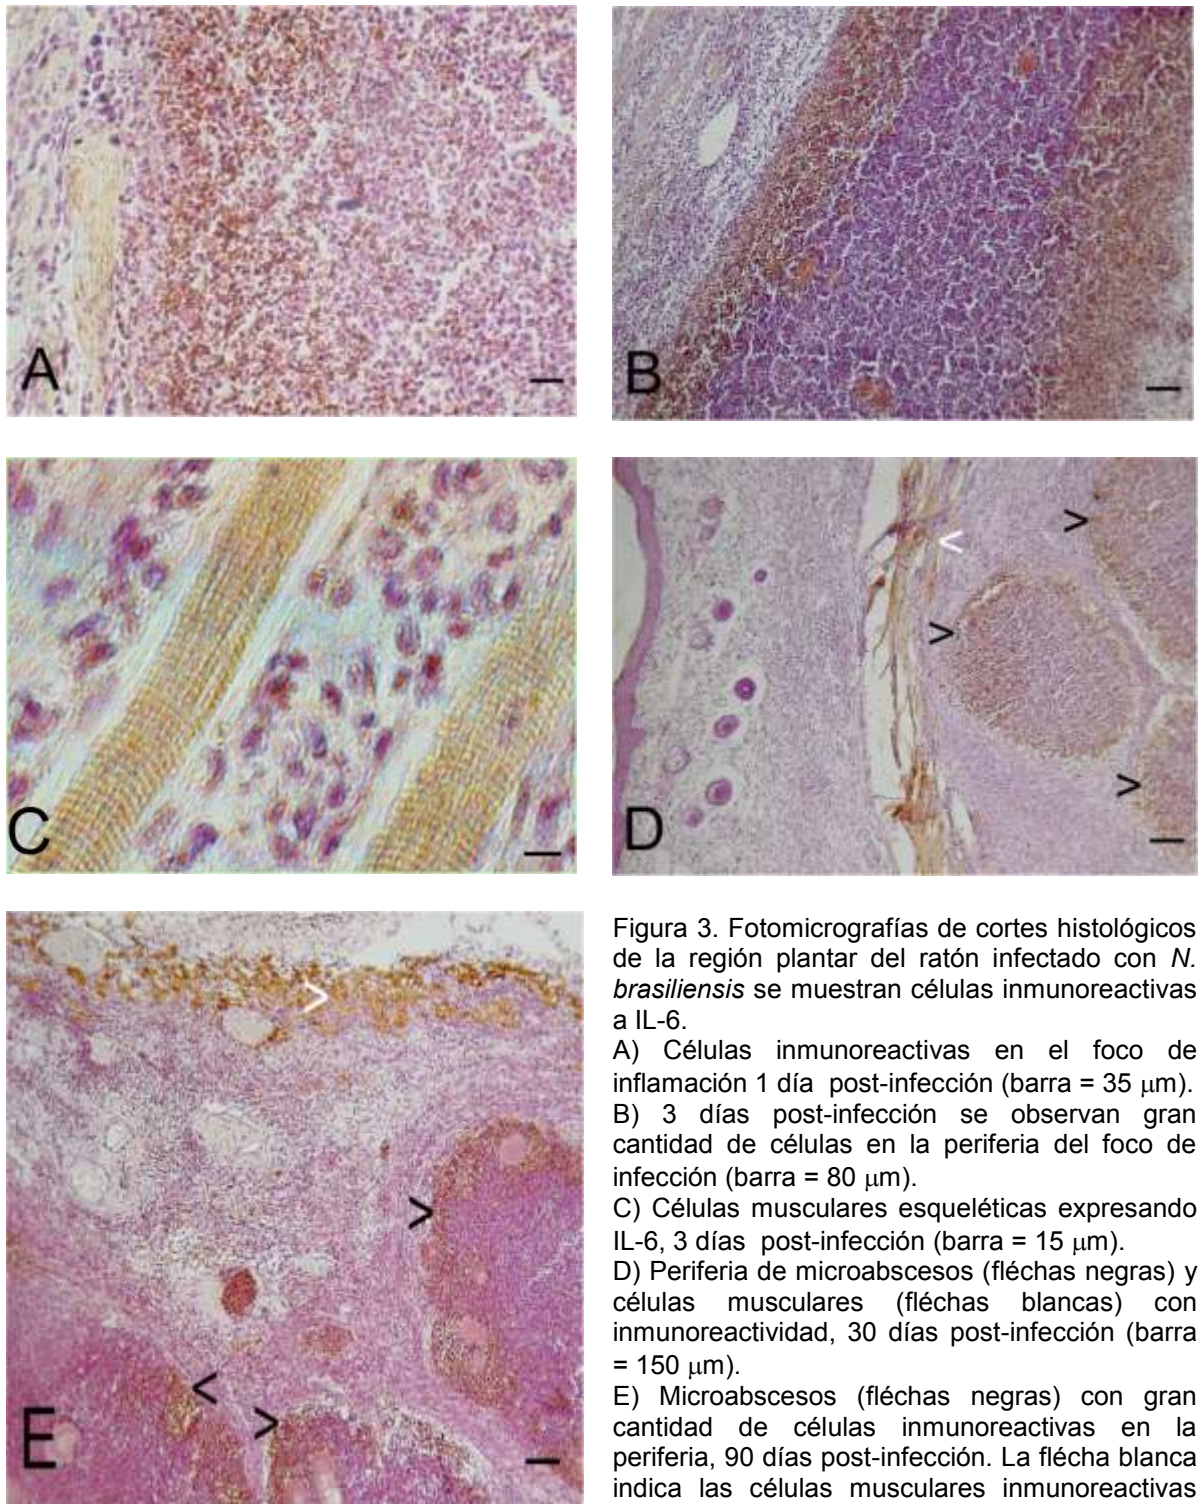 A
B
C
D
E
>
<
>
>
>
>
<
>
Figura 3. Fotomicrografías de cortes histológicos
de la región plantar del ratón infectado con N.
brasiliensis se muestran células inmunoreactivas
a IL-6.
A) Células inmunoreactivas en el foco de
inflamación 1 día post-infección (barra = 35 μm).
B) 3 días post-infección se observan gran
cantidad de células en la periferia del foco de
infección (barra = 80 μm).
C) Células musculares esqueléticas expresando
IL-6, 3 días post-infección (barra = 15 μm).
D) Periferia de microabscesos (fléchas negras) y
células musculares (fléchas blancas) con
inmunoreactividad, 30 días post-infección (barra
= 150 μm).
E) Microabscesos (fléchas negras) con gran
cantidad de células inmunoreactivas en la
periferia, 90 días post-infección. La flécha blanca
indica las células musculares inmunoreactivas